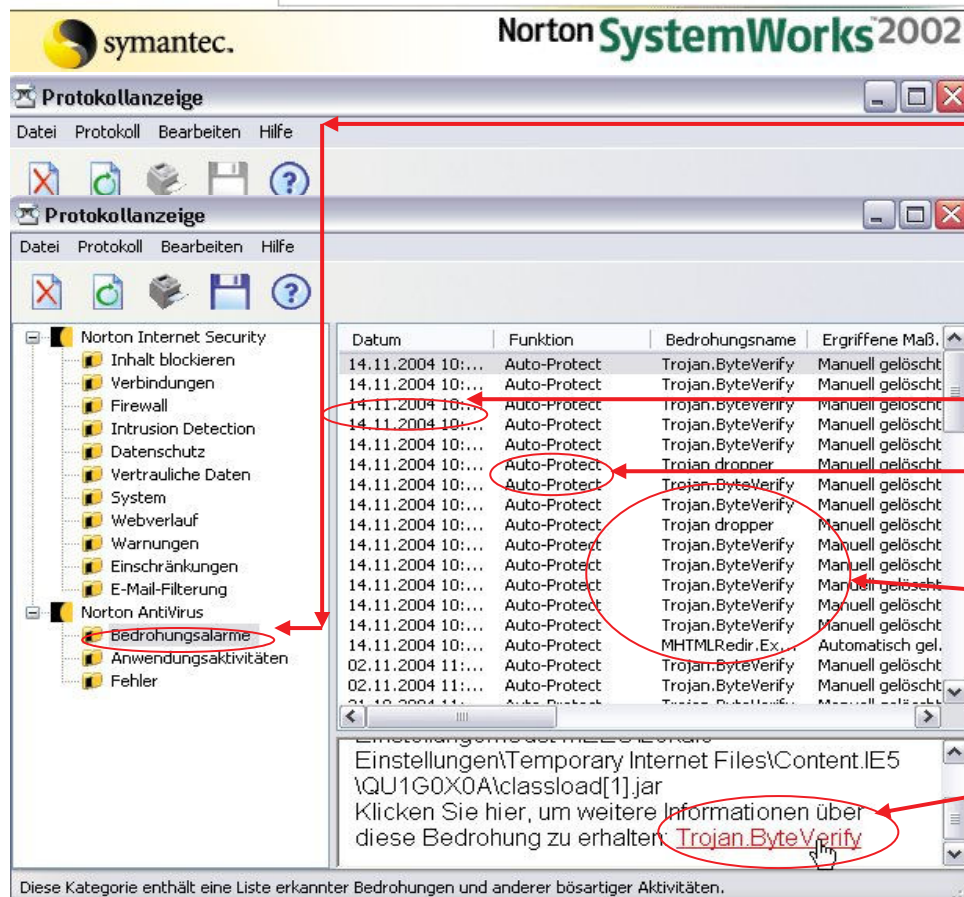 symantec.
Norton SystemWorks 2002
Protokollanzeige
Datei Protokoll Bearbeiten Hilfe
Protokollanzeige
Datei Protokoll Bearbeiten Hilfe
Norton Internet Security
Inhalt blockieren
Verbindungen
Firewall
Intrusion Detection
Datenschutz
Vertrauliche Daten
System
Webverlauf
Warnungen
Einschränkungen
E-Mail-Filterung
Norton AntiVirus
Bedrohungsalarme
Anwendungsaktivitäten
Fehler
Datum Funktion Bedrohungsname Ergriffene Maß.
14.11.2004 10:... Auto-Protect Trojan.ByteVerify Manuell gelöscht
14.11.2004 10:... Auto-Protect Trojan.ByteVerify Manuell gelöscht
14.11.2004 10:... Auto-Protect Trojan.ByteVerify Manuell gelöscht
14.11.2004 10:... Auto-Protect Trojan.ByteVerify Manuell gelöscht
14.11.2004 10:... Auto-Protect Trojan.ByteVerify Manuell gelöscht
14.11.2004 10:... Auto-Protect Trojan dropper Manuell gelöscht
14.11.2004 10:... Auto-Protect Trojan.ByteVerify Manuell gelöscht
14.11.2004 10:... Auto-Protect Trojan.ByteVerify Manuell gelöscht
14.11.2004 10:... Auto-Protect Trojan dropper Manuell gelöscht
14.11.2004 10:... Auto-Protect Trojan.ByteVerify Manuell gelöscht
14.11.2004 10:... Auto-Protect Trojan.ByteVerify Manuell gelöscht
14.11.2004 10:... Auto-Protect Trojan.ByteVerify Manuell gelöscht
14.11.2004 10:... Auto-Protect Trojan.ByteVerify Manuell gelöscht
14.11.2004 10:... Auto-Protect Trojan.ByteVerify Manuell gelöscht
14.11.2004 10:... Auto-Protect MHTMLRedir.Ex... Automatisch gel.
02.11.2004 11:... Auto-Protect Trojan.ByteVerify Manuell gelöscht
02.11.2004 11:... Auto-Protect Trojan.ByteVerify Manuell gelöscht
Einstellungen\Temporary Internet Files\Content.IE5
\QU1G0X0A\classload[1].jar
Klicken Sie hier, um weitere Informationen über
diese Bedrohung zu erhalten: Trojan.ByteVerify
Diese Kategorie enthält eine Liste erkannter Bedrohungen und anderer bösartiger Aktivitäten.